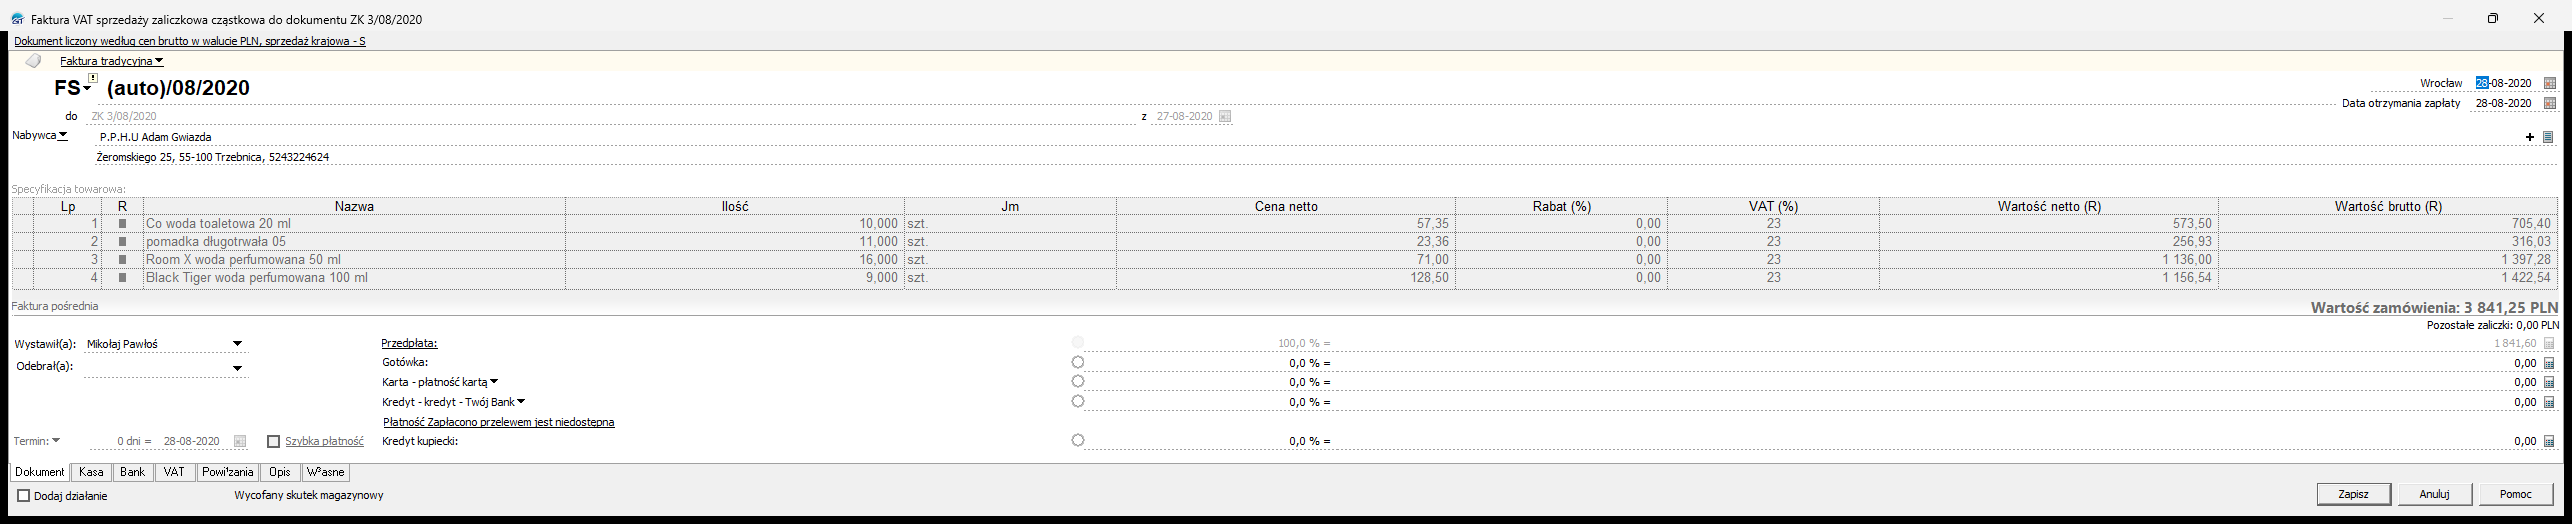 Faktura VAT sprzedaży zaliczkowa cząstkowa do dokumentu ZK 3/08/2020
Dokument liczony według cen brutto w walucie PLN, sprzedaż krajowa - S
Faktura tradycyjna
FS (auto)/08/2020
Wrocław 28-08-2020
Data otrzymania zapłaty 28-08-2020
do ZK 3/08/2020 z 27-08-2020
Nabywca P.P.H.U Adam Gwiazda
Żeromskiego 25, 55-100 Trzebnica, 5243224624
Specyfikacja towarowa:
Lp R Nazwa Ilość Jm Cena netto Rabat (%) VAT (%) Wartość netto (R) Wartość brutto (R)
1 Co woda toaletowa 20 ml 10,000 szt. 57,35 0,00 23 573,50 705,40
2 pomadka długotrwała 05 11,000 szt. 23,36 0,00 23 256,93 316,03
3 Room X woda perfumowana 50 ml 16,000 szt. 71,00 0,00 23 1 136,00 1 397,28
4 Black Tiger woda perfumowana 100 ml 9,000 szt. 128,50 0,00 23 1 156,54 1 422,54
Faktura pośrednia Wartość zamówienia: 3 841,25 PLN
Pozostałe zaliczki: 0,00 PLN
Wystawił(a): Mikołaj Pawłoś Przedpłata: 100,0 % = 1 841,60
Odebrał(a): Gotówka: 0,0 % = 0,00
Karta - płatność kartą 0,0 % = 0,00
Kredyt - kredyt - Twój Bank 0,0 % = 0,00
Płatność Zapłacono przelewem jest niedostępna
Termin: 0 dni = 28-08-2020 Szybka płatność Kredyt kupiecki: 0,0 % = 0,00
Dokument Kasa Bank VAT Powi¹zania Opis W³asne
Dodaj działanie Wycofany skutek magazynowy Zapisz Anuluj Pomoc